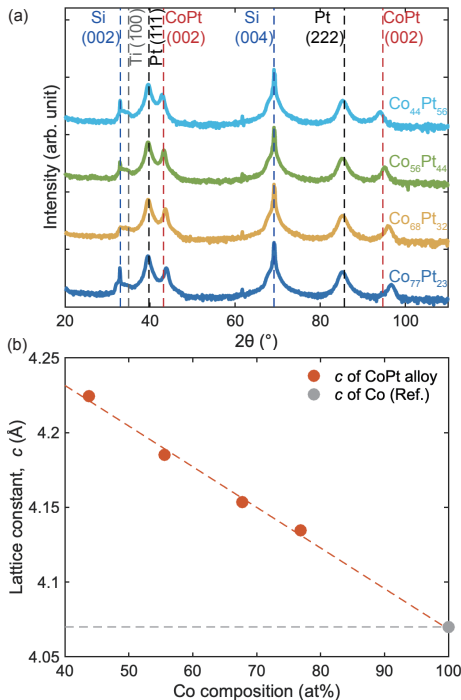 (a)
Si
(002)
Ti (100)
Pt (111)
CoPt
(002)
Si
(004)
Pt
(222)
CoPt
(002)
Intensity (arb. unit)
Co44Pt56
Co56Pt44
Co68Pt32
Co77Pt23
20 40 60 80 100
2θ (°)
(b)
4.25
4.2
4.15
4.1
4.05
Lattice constant, c (Å)
c of CoPt alloy
c of Co (Ref.)
40 50 60 70 80 90 100
Co composition (at%)